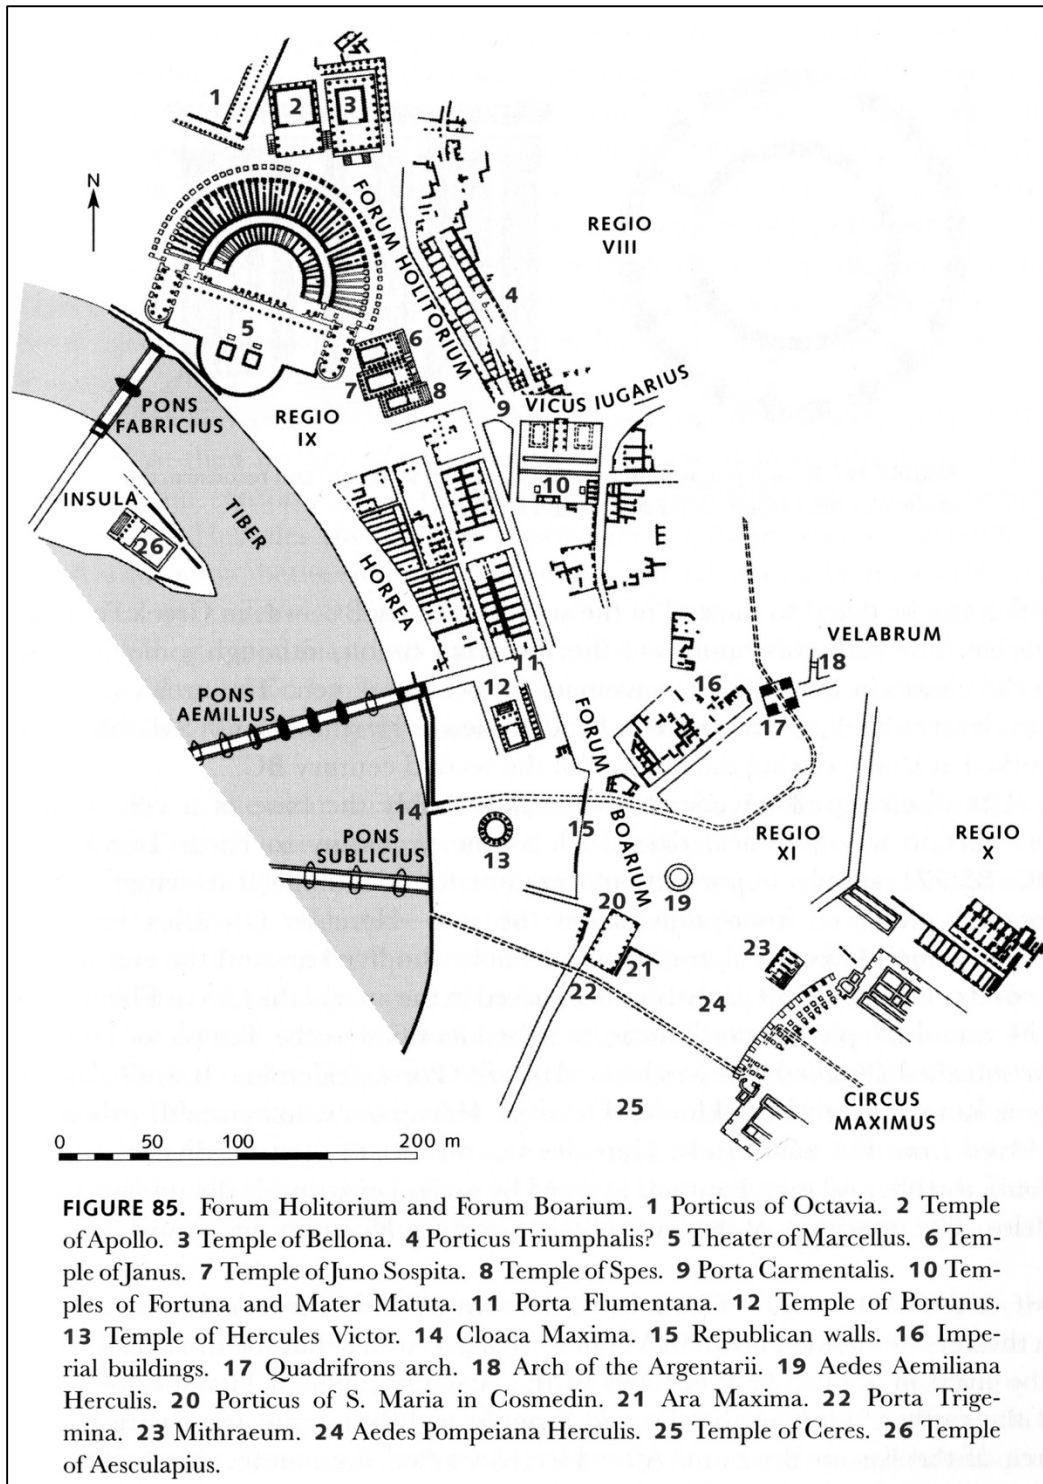 1
2
3
N
FORUM HOLITORIUM
REGIO
VIII
4
5
6
7
8
REGIO
IX
9
VICUS IUGARIUS
10
PONS
FABRICIUS
INSULA
26
TIBER
HORREA
VELABRUM
18
11
12
16
17
PONS
AEMILIUS
FORUM BOARIUM
14
13
15
PONS
SUBLICIUS
REGIO
XI
REGIO
X
19
20
21
22
23
24
25
CIRCUS
MAXIMUS
0 50 100 200 m
FIGURE 85. Forum Holitorium and Forum Boarium. 1 Porticus of Octavia. 2 Temple
of Apollo. 3 Temple of Bellona. 4 Porticus Triumphalis? 5 Theater of Marcellus. 6 Tem-
ple of Janus. 7 Temple of Juno Sospita. 8 Temple of Spes. 9 Porta Carmentalis. 10 Tem-
ples of Fortuna and Mater Matuta. 11 Porta Flumentana. 12 Temple of Portunus.
13 Temple of Hercules Victor. 14 Cloaca Maxima. 15 Republican walls. 16 Impe-
rial buildings. 17 Quadrifrons arch. 18 Arch of the Argentarii. 19 Aedes Aemiliana
Herculis. 20 Porticus of S. Maria in Cosmedin. 21 Ara Maxima. 22 Porta Trige-
mina. 23 Mithraeum. 24 Aedes Pompeiana Herculis. 25 Temple of Ceres. 26 Temple
of Aesculapius.